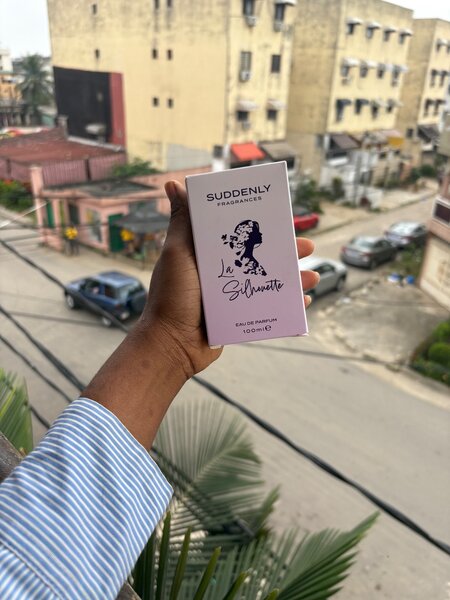 SUDDENLY
FRAGRANCES
La
Silhouette
EAU DE PARFUM
100ml e